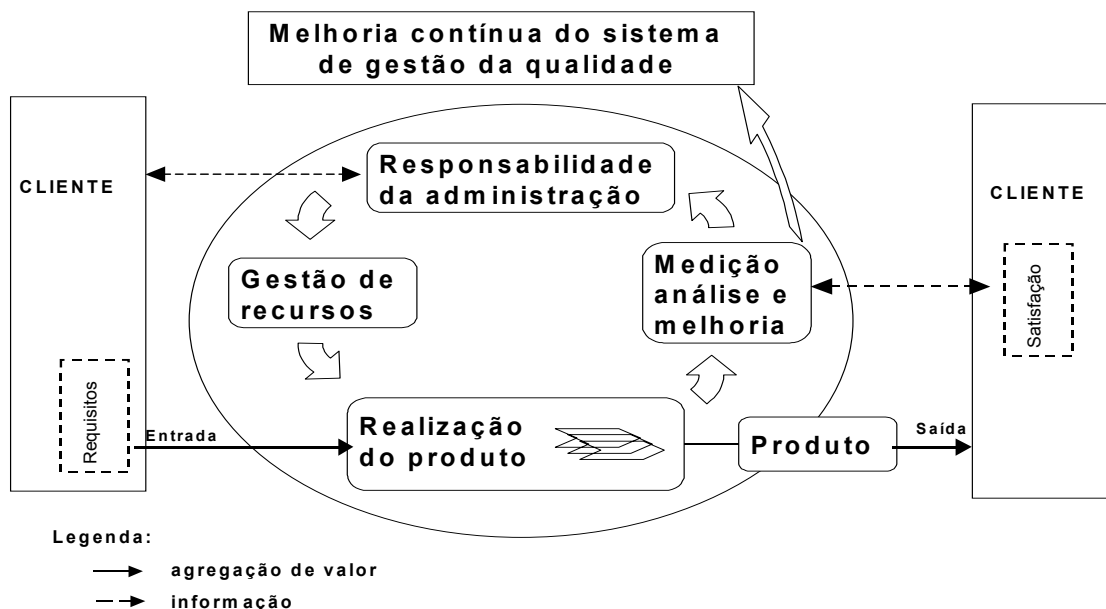 Melhoria contínua do sistema
de gestão da qualidade
CLIENTE
Responsabilidade
da administração
CLIENTE
Gestão de
recursos
Medição
análise e
melhoria
Satisfação
Requisitos
Entrada
Realização
do produto
Produto
Saída
Legenda:
agregação de valor
informação